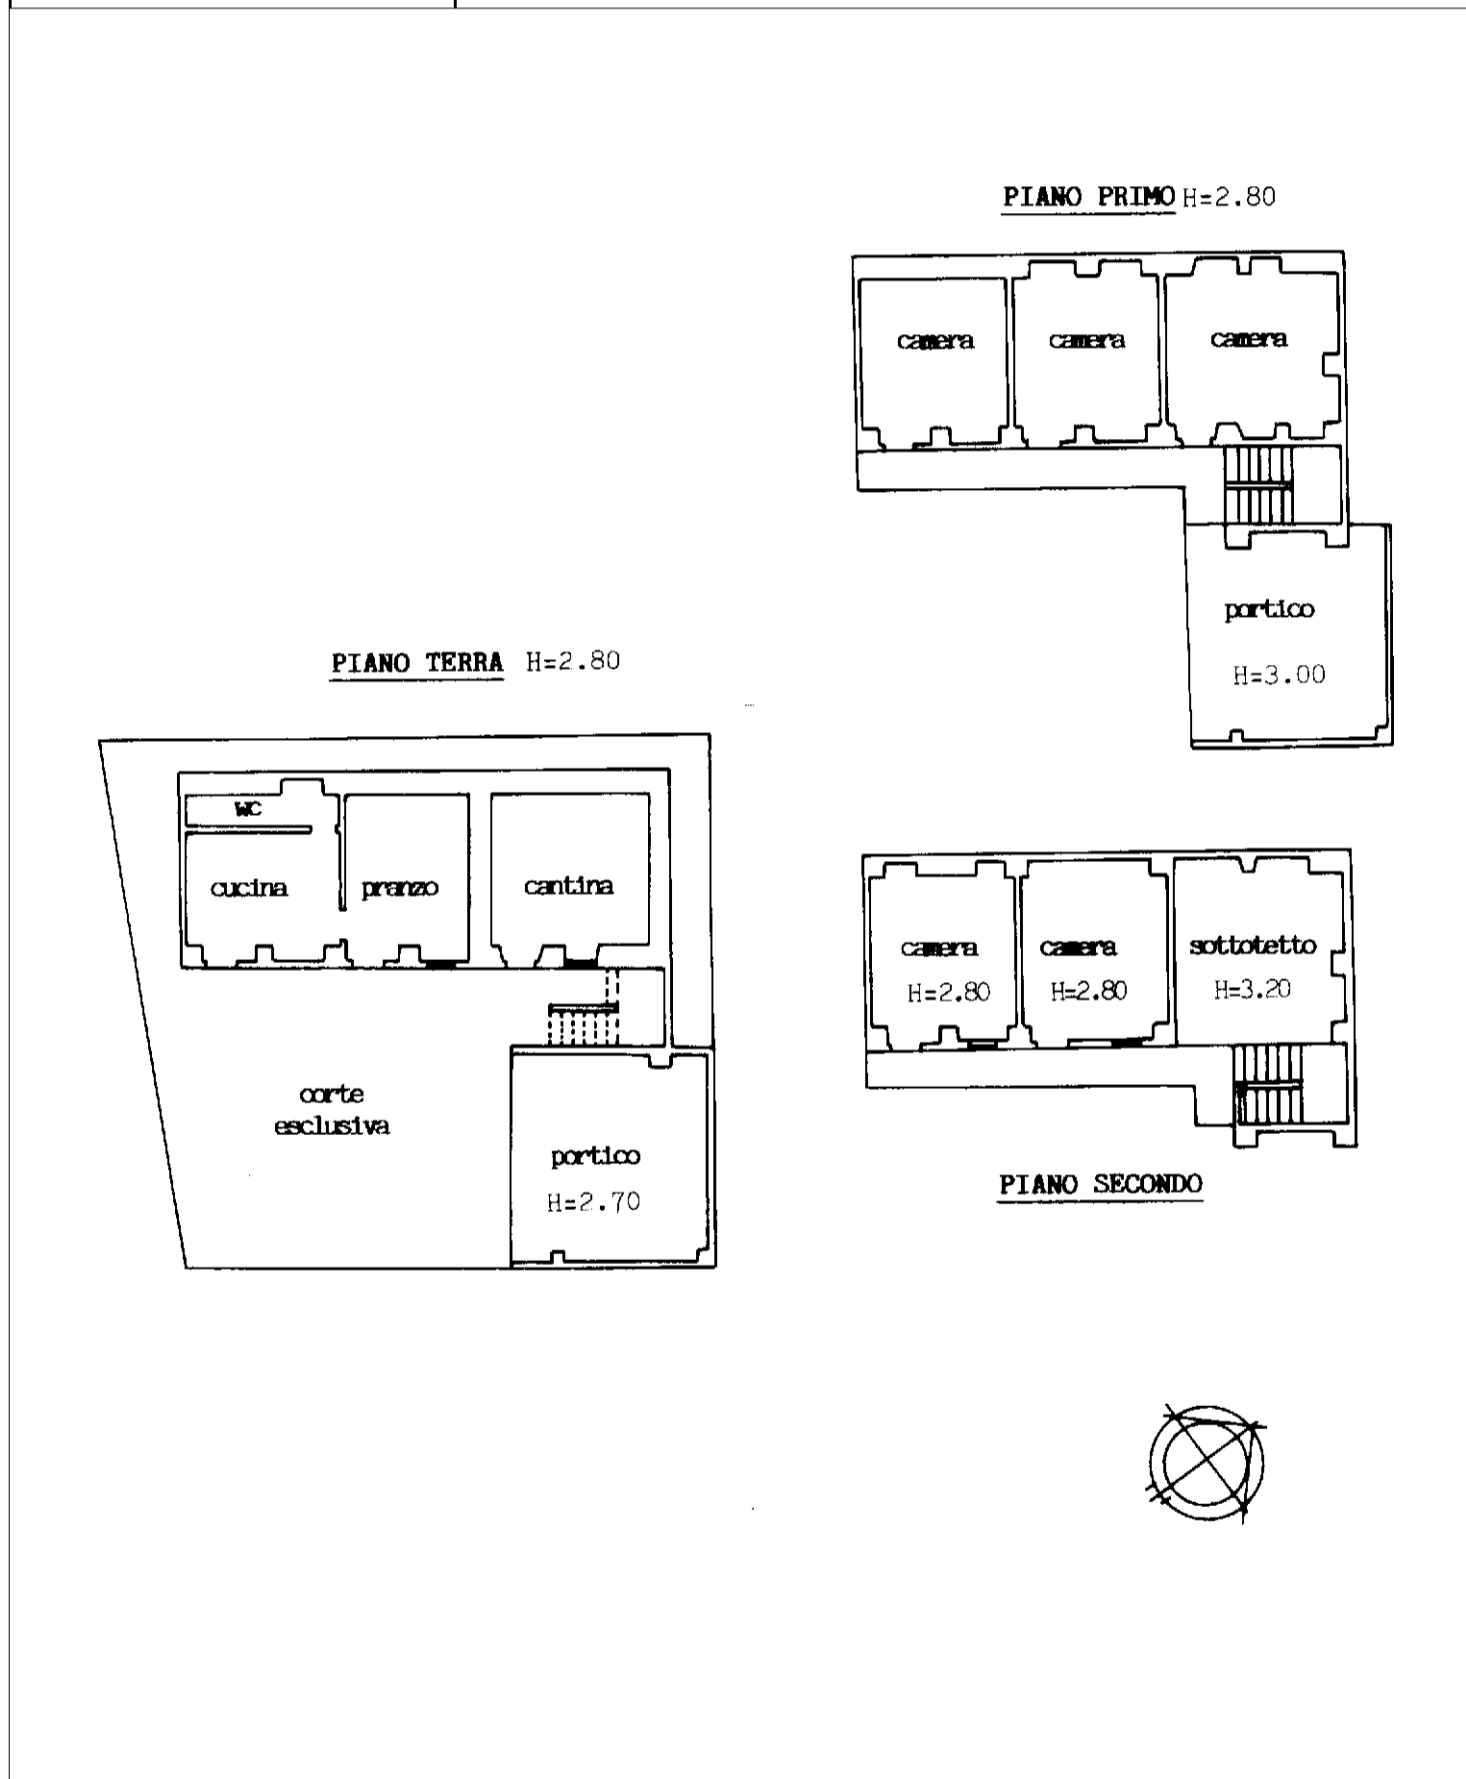 PIANO PRIMO H=2.80
camera
camera
camera
portico
H=3.00
PIANO TERRA H=2.80
WC
cucina
pranzo
cantina
corte
esclusiva
portico
H=2.70
camera
H=2.80
camera
H=2.80
sottotetto
H=3.20
PIANO SECONDO